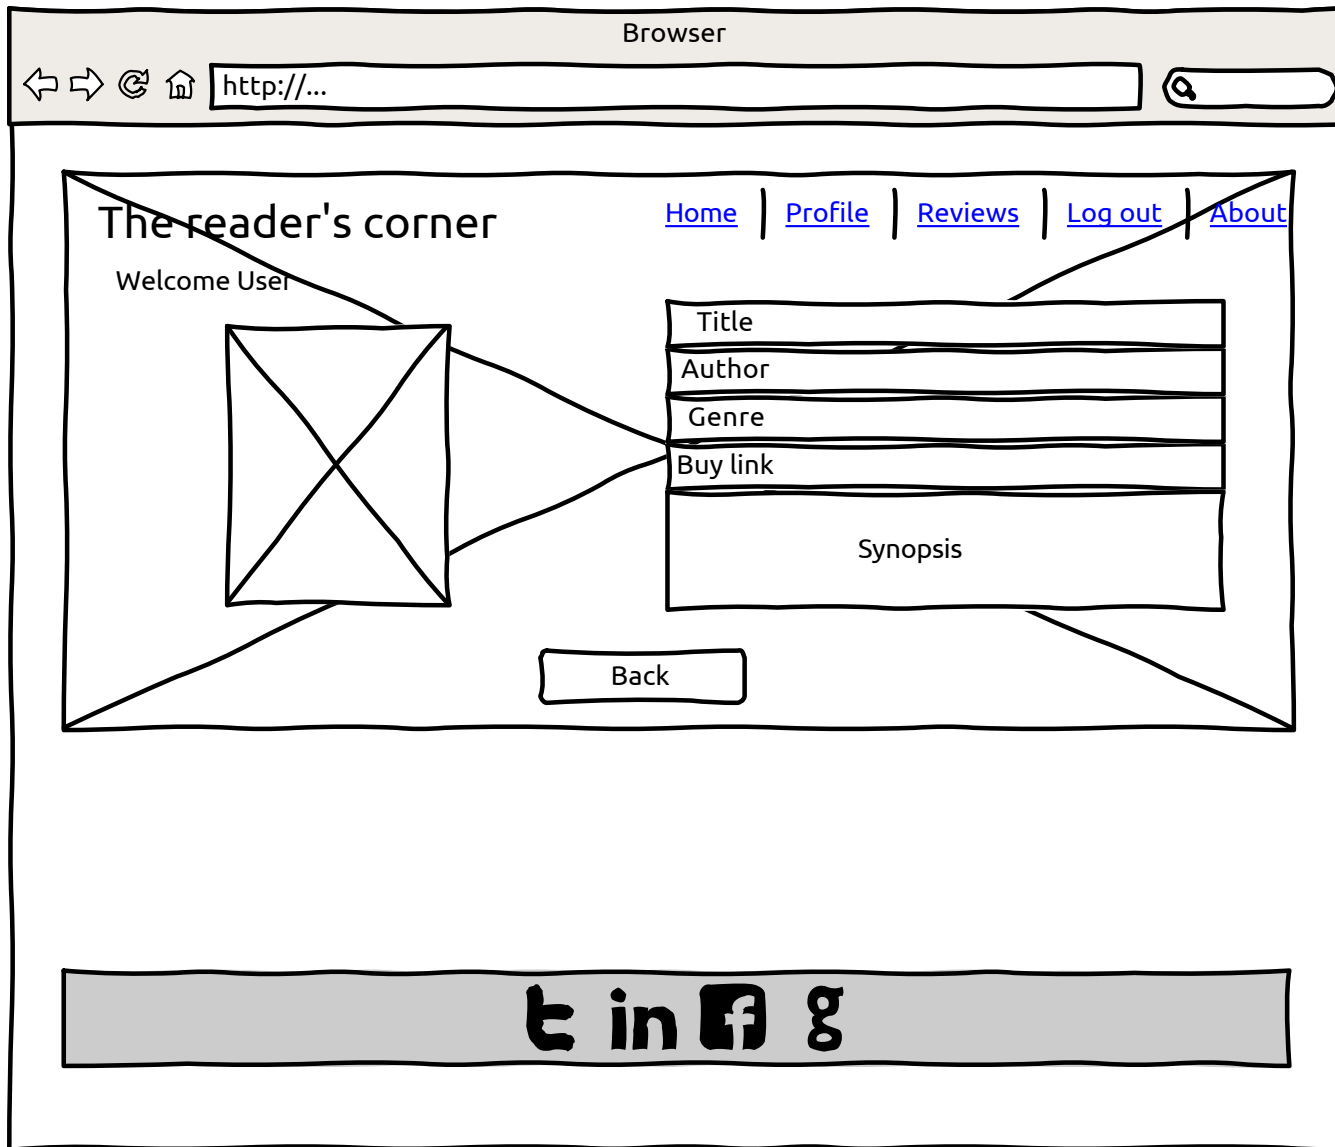 Browser
http://...
The reader's corner
Home Profile Reviews Log out About
Welcome User
Title
Author
Genre
Buy link
Synopsis
Back
t in f g